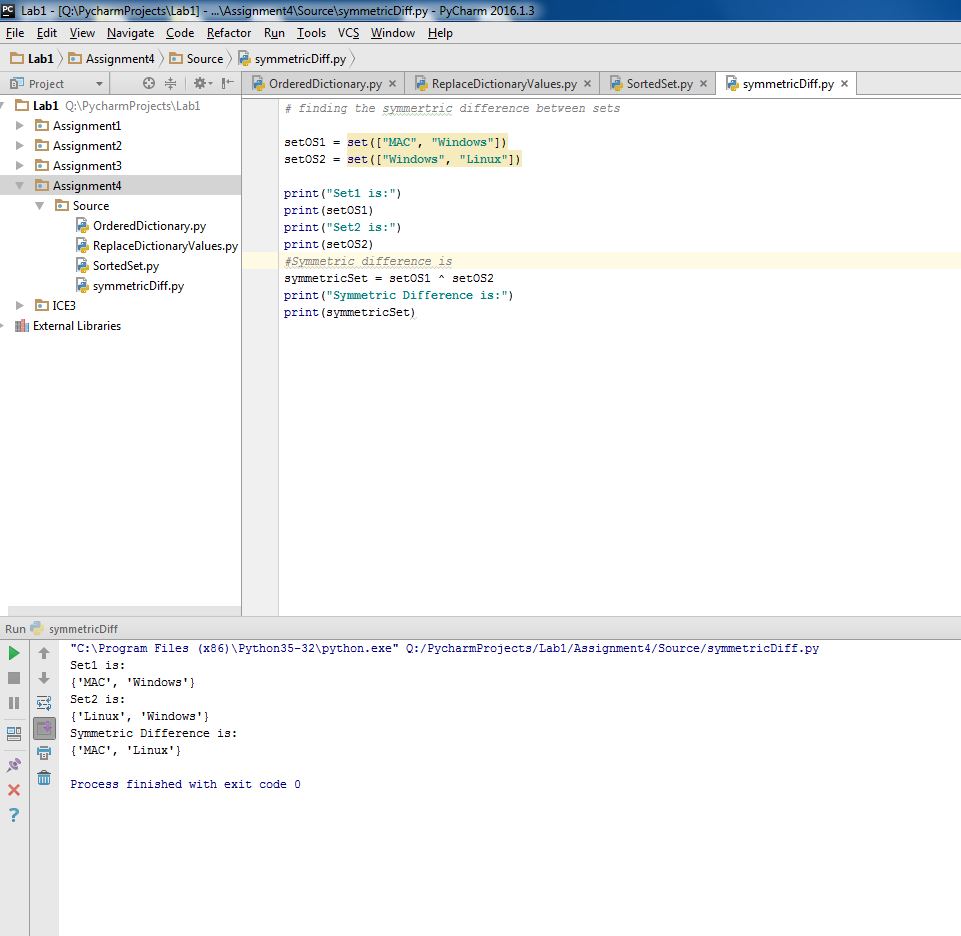 Lab1 - [Q:\PycharmProjects\Lab1] - ...\Assignment4\Source\symmetricDiff.py - PyCharm 2016.1.3
File Edit View Navigate Code Refactor Run Tools VCS Window Help
Lab1 Assignment4 Source symmetricDiff.py
Project OrderedDictionary.py ReplaceDictionaryValues.py SortedSet.py symmetricDiff.py
Lab1 Q:\PycharmProjects\Lab1
Assignment1
Assignment2
Assignment3
Assignment4
Source
OrderedDictionary.py
ReplaceDictionaryValues.py
SortedSet.py
symmetricDiff.py
ICE3
External Libraries
# finding the symmertric difference between sets
setOS1 = set(["MAC", "Windows"])
setOS2 = set(["Windows", "Linux"])
print("Set1 is:")
print(setOS1)
print("Set2 is:")
print(setOS2)
#Symmetric difference is
symmetricSet = setOS1 ^ setOS2
print("Symmetric Difference is:")
print(symmetricSet)
Run symmetricDiff
"C:\Program Files (x86)\Python35-32\python.exe" Q:/PycharmProjects/Lab1/Assignment4/Source/symmetricDiff.py
Set1 is:
{'MAC', 'Windows'}
Set2 is:
{'Linux', 'Windows'}
Symmetric Difference is:
{'MAC', 'Linux'}
Process finished with exit code 0